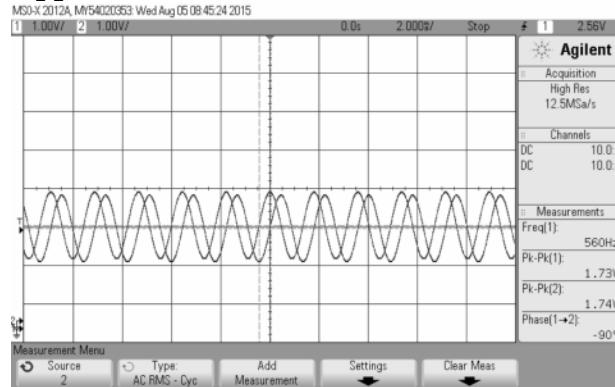 MSO-X 2012A, MY54020353: Wed Aug 05 08:45:24 2015
1 1.00V/ 2 1.00V/ 0.0s 2.000s/ Stop 1 2.56V
Agilent
Acquisition
High Res
12.5MSa/s
Channels
DC 10.0:
DC 10.0:
Measurements
Freq(1):
560Hz
Pk-Pk(1):
1.73V
Pk-Pk(2):
1.74V
Phase(1→2):
-90°
Measurement Menu
Source
2
Type:
AC RMS - Cyc
Add
Measurement
Settings
Clear Meas